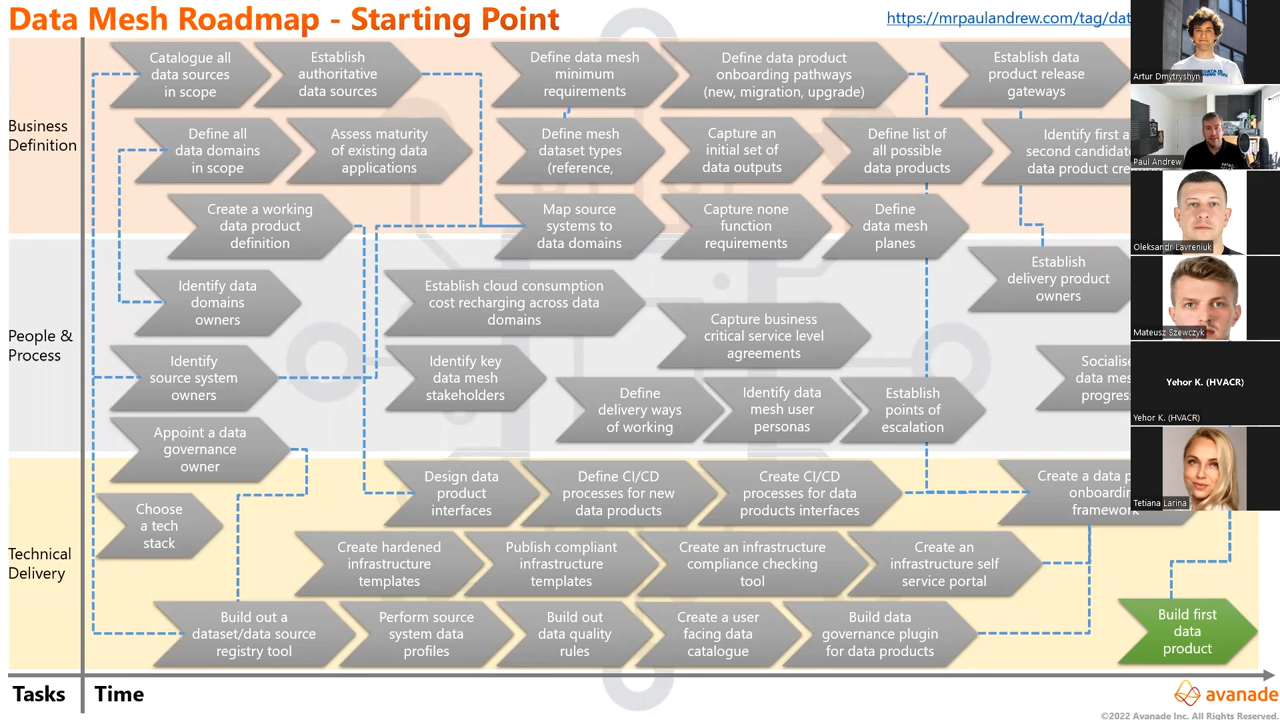 Data Mesh Roadmap - Starting Point
https://mrpaulandrew.com/tag/dat
Business
Definition
Catalogue all
data sources
in scope
Establish
authoritative
data sources
Define data mesh
minimum
requirements
Define data product
onboarding pathways
(new, migration, upgrade)
Establish data
product release
gateways
Define all
data domains
in scope
Assess maturity
of existing data
applications
Define mesh
dataset types
(reference,
Capture an
initial set of
data outputs
Define list of
all possible
data products
Identify first a
second candidate
data product cre
Create a working
data product
definition
Map source
systems to
data domains
Capture none
function
requirements
Define
data mesh
planes
People &
Process
Identify data
domains
owners
Establish cloud consumption
cost recharging across data
domains
Capture business
critical service level
agreements
Establish
delivery product
owners
Identify
source system
owners
Identify key
data mesh
stakeholders
Define
delivery ways
of working
Identify data
mesh user
personas
Establish
points of
escalation
Socialise
data mes
progres
Appoint a data
governance
owner
Technical
Delivery
Choose
a tech
stack
Design data
product
interfaces
Define CI/CD
processes for new
data products
Create CI/CD
processes for data
products interfaces
Create a data p
onboardin
framework
Create hardened
infrastructure
templates
Publish compliant
infrastructure
templates
Create an infrastructure
compliance checking
tool
Create an
infrastructure self
service portal
Build out a
dataset/data source
registry tool
Perform source
system data
profiles
Build out
data quality
rules
Create a user
facing data
catalogue
Build data
governance plugin
for data products
Build first
data
product
Tasks
Time
avanade
©2022 Avanade Inc. All Rights Reserved.
Artur Dmytryshyn
Paul Andrew
Oleksandr Lavreniuk
Mateusz Szewczyk
Yehor K. (HVACR)
Yehor K. (HVACR)
Tetiana Larina